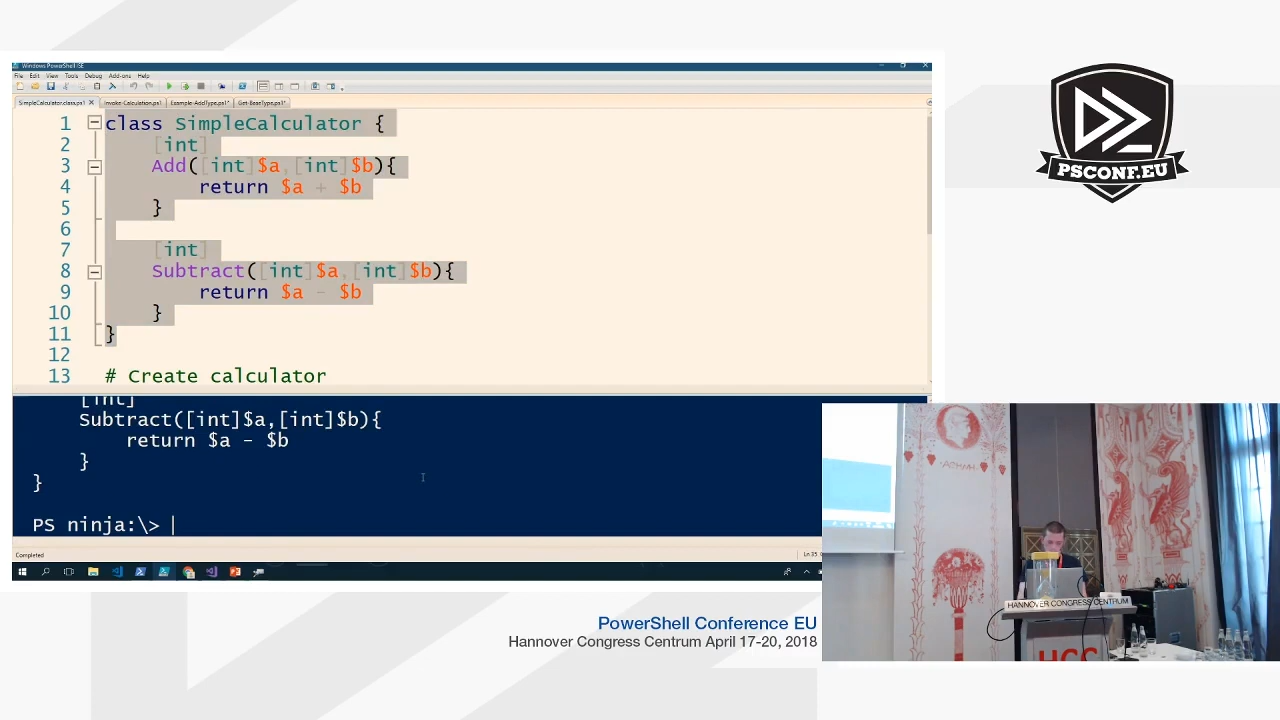 Windows PowerShell ISE
File Edit View Tools Debug Add-ons Help
SimpleCalculator.class.ps1 Invoke-Calculation.ps1 Example-AddType.ps1* Get-BaseType.ps1*
1 class SimpleCalculator {
2 [int]
3 Add([int]$a,[int]$b){
4 return $a + $b
5 }
6
7 [int]
8 Subtract([int]$a,[int]$b){
9 return $a - $b
10 }
11 }
12
13 # Create calculator
[int]
Subtract([int]$a,[int]$b){
return $a - $b
}
}
PS ninja:\>
Completed
Ln 35
PSCONF.EU
HANNOVER CONGRESS CENTRUM
HCC
PowerShell Conference EU
Hannover Congress Centrum April 17-20, 2018